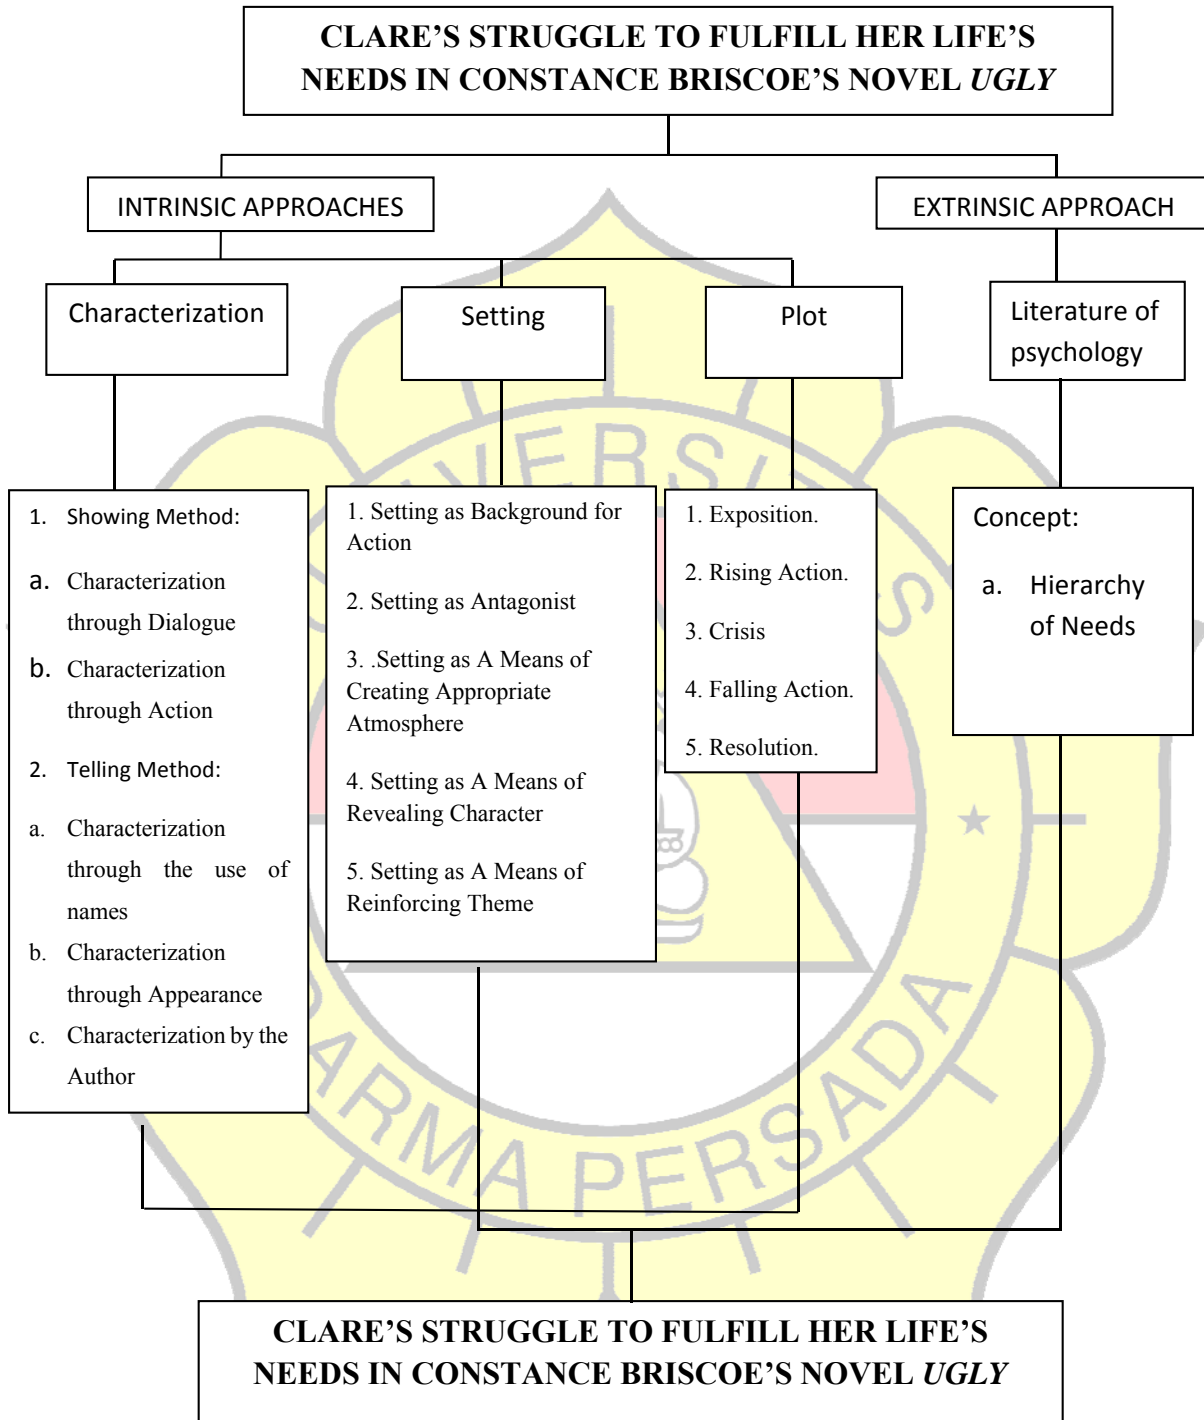 CLARE’S STRUGGLE TO FULFILL HER LIFE’S
NEEDS IN CONSTANCE BRISCOE’S NOVEL UGLY
INTRINSIC APPROACHES
EXTRINSIC APPROACH
Characterization
Setting
Plot
Literature of
psychology
1. Showing Method:
a. Characterization
through Dialogue
b. Characterization
through Action
2. Telling Method:
a. Characterization
through the use of
names
b. Characterization
through Appearance
c. Characterization by the
Author
1. Setting as Background for
Action
2. Setting as Antagonist
3. .Setting as A Means of
Creating Appropriate
Atmosphere
4. Setting as A Means of
Revealing Character
5. Setting as A Means of
Reinforcing Theme
1. Exposition.
2. Rising Action.
3. Crisis
4. Falling Action.
5. Resolution.
Concept:
a. Hierarchy
of Needs
DARMA PERSADA
CLARE’S STRUGGLE TO FULFILL HER LIFE’S
NEEDS IN CONSTANCE BRISCOE’S NOVEL UGLY